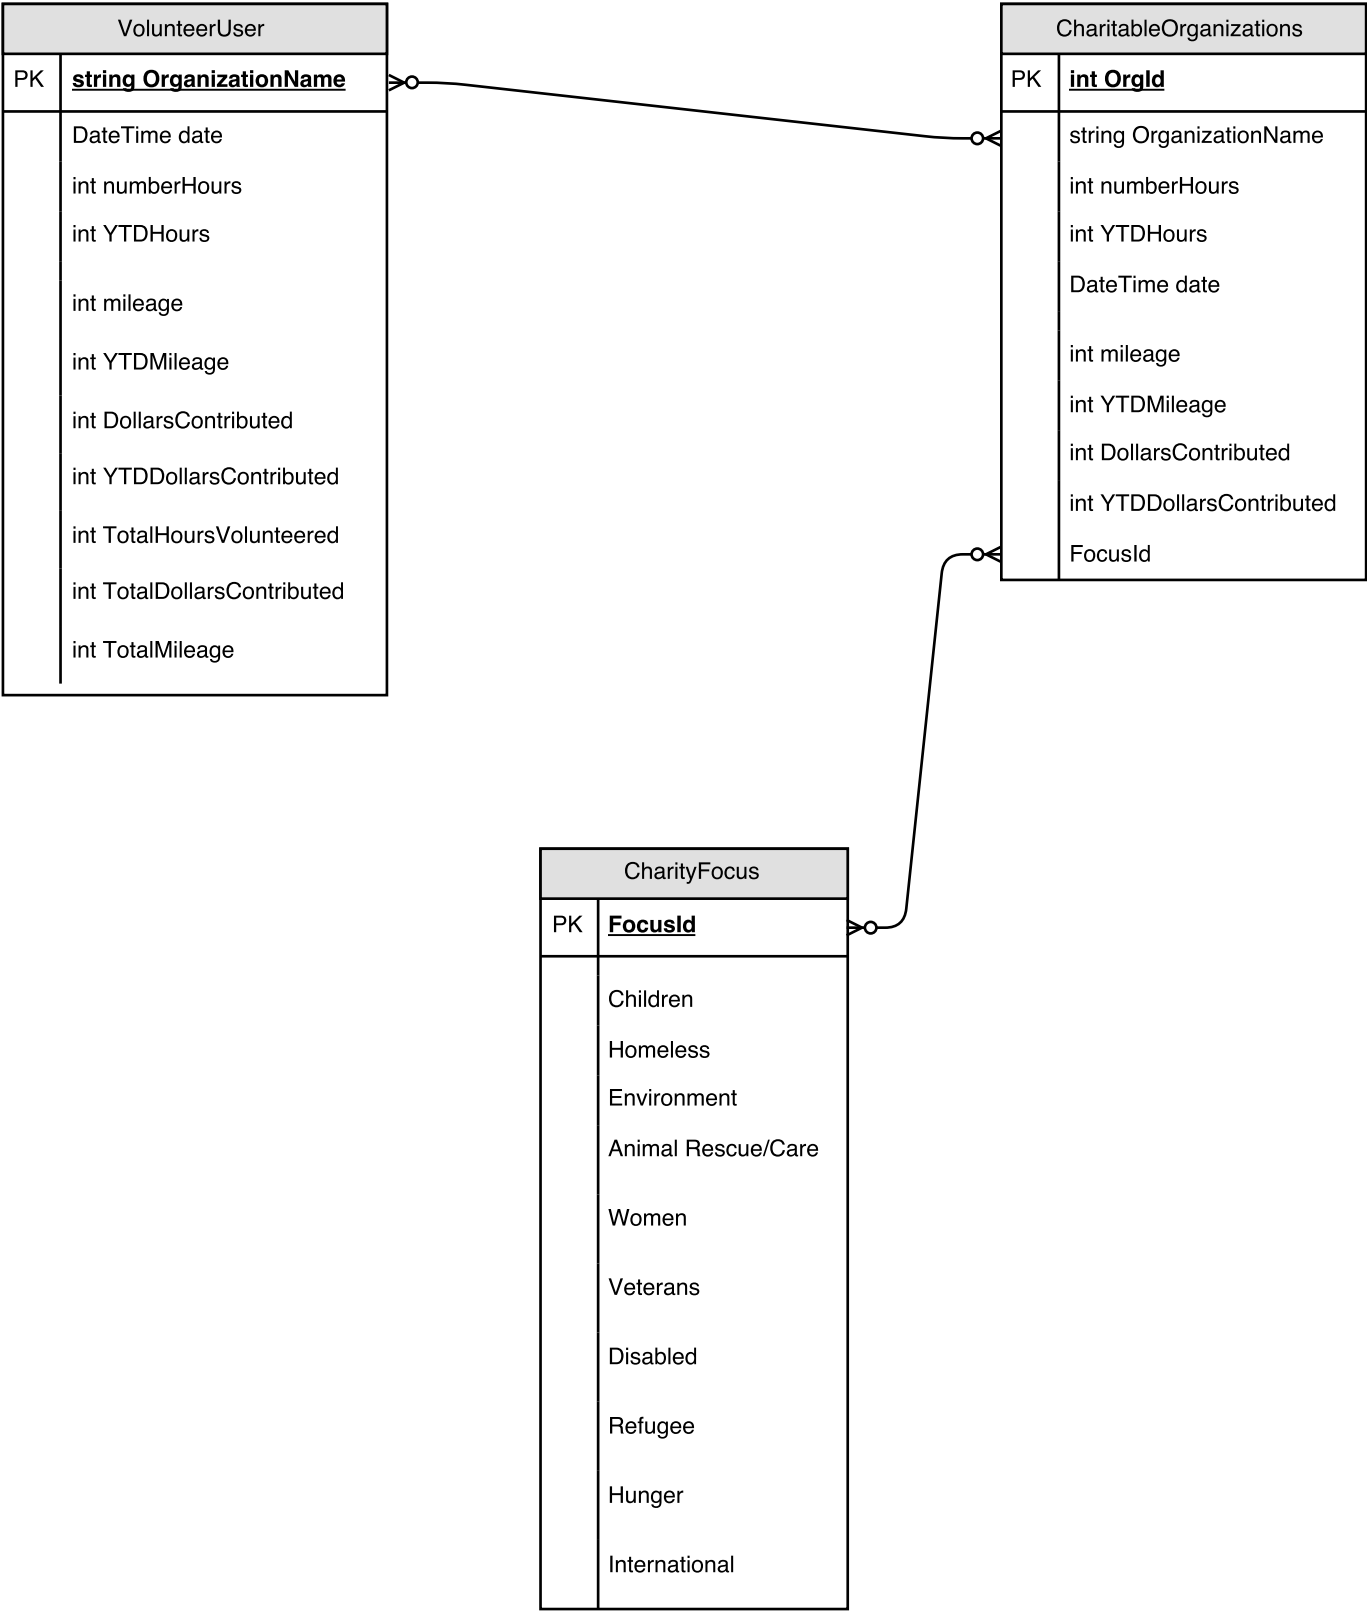 VolunteerUser
PK string OrganizationName
DateTime date
int numberHours
int YTDHours
int mileage
int YTDMileage
int DollarsContributed
int YTDDollarsContributed
int TotalHoursVolunteered
int TotalDollarsContributed
int TotalMileage
CharitableOrganizations
PK int OrgId
string OrganizationName
int numberHours
int YTDHours
DateTime date
int mileage
int YTDMileage
int DollarsContributed
int YTDDollarsContributed
FocusId
CharityFocus
PK FocusId
Children
Homeless
Environment
Animal Rescue/Care
Women
Veterans
Disabled
Refugee
Hunger
International